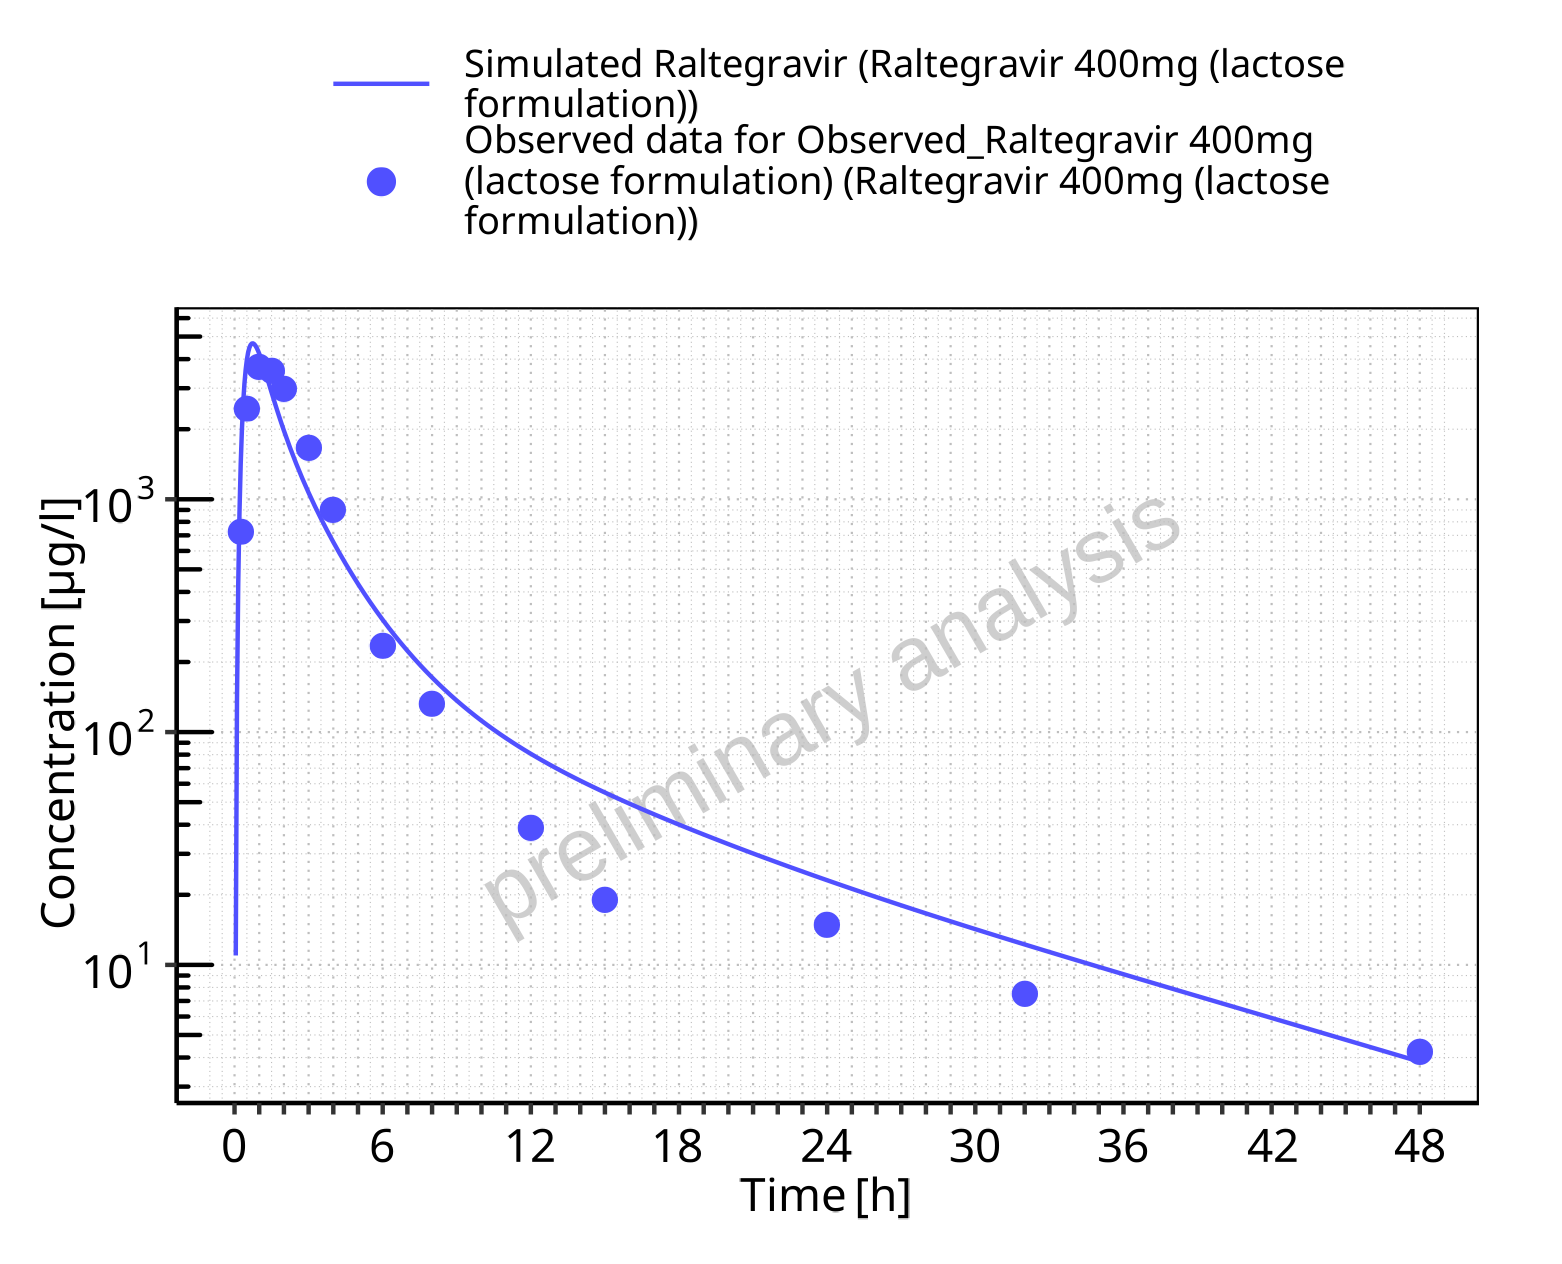 Simulated Raltegravir (Raltegravir 400mg (lactose
formulation))
Observed data for Observed_Raltegravir 400mg
(lactose formulation) (Raltegravir 400mg (lactose
formulation))
Concentration [µg/l]
10³
10²
10¹
preliminary analysis
0 6 12 18 24 30 36 42 48
Time [h]